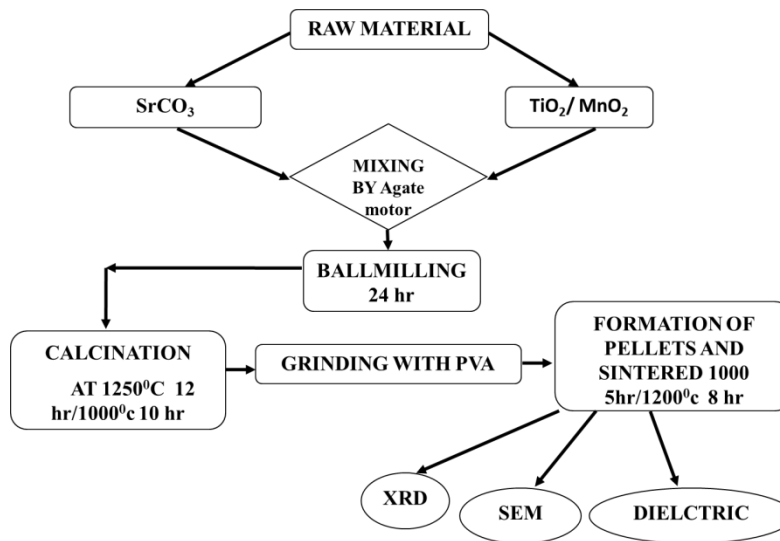 RAW MATERIAL
SrCO₃
TiO₂/ MnO₂
MIXING
BY Agate
motor
BALLMILLING
24 hr
CALCINATION
AT 1250⁰C 12
hr/1000⁰c 10 hr
GRINDING WITH PVA
FORMATION OF
PELLETS AND
SINTERED 1000
5hr/1200⁰c 8 hr
XRD
SEM
DIELCTRIC